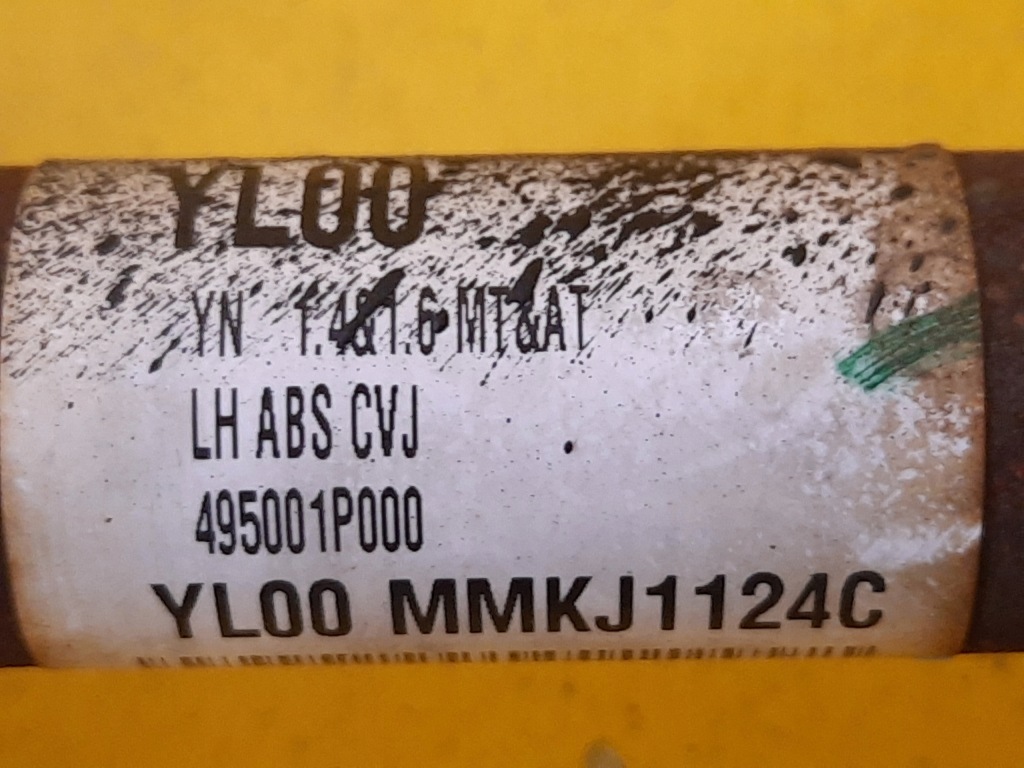 YL00
YN 1.4&1.6 MT&AT
LH ABS CVJ
495001P000
YL00 MMKJ1124C